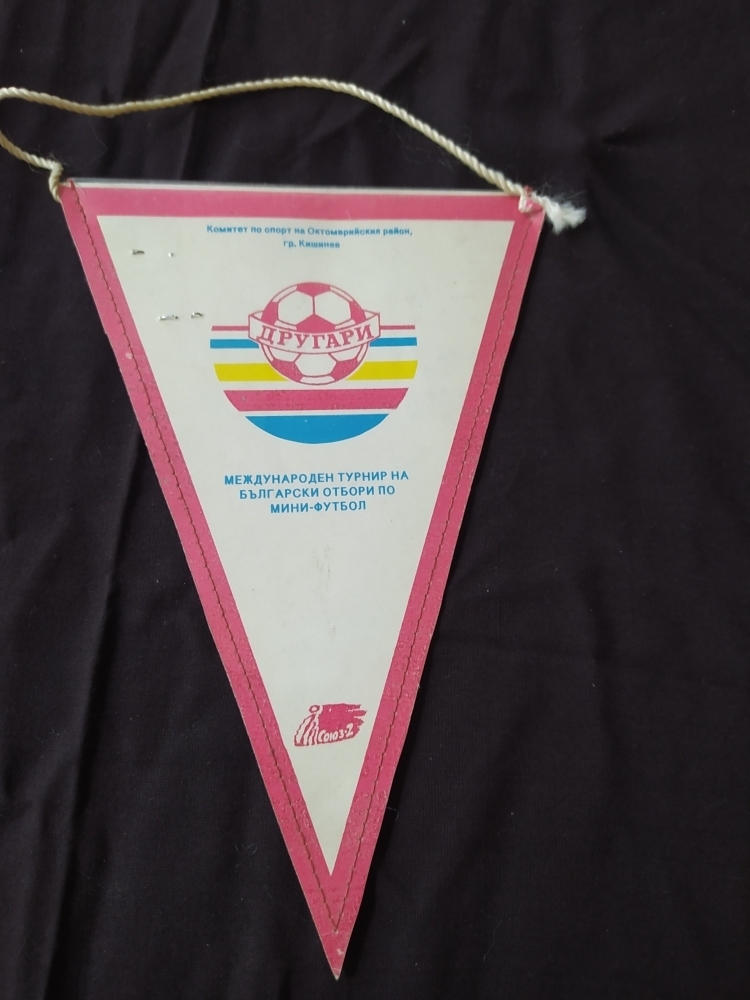 Комитет по спорт на Октомврийския район,
гр. Кишинев
ДРУГАРИ
МЕЖДУНАРОДЕН ТУРНИР НА
БЪЛГАРСКИ ОТБОРИ ПО
МИНИ-ФУТБОЛ
СОЮЗ-2